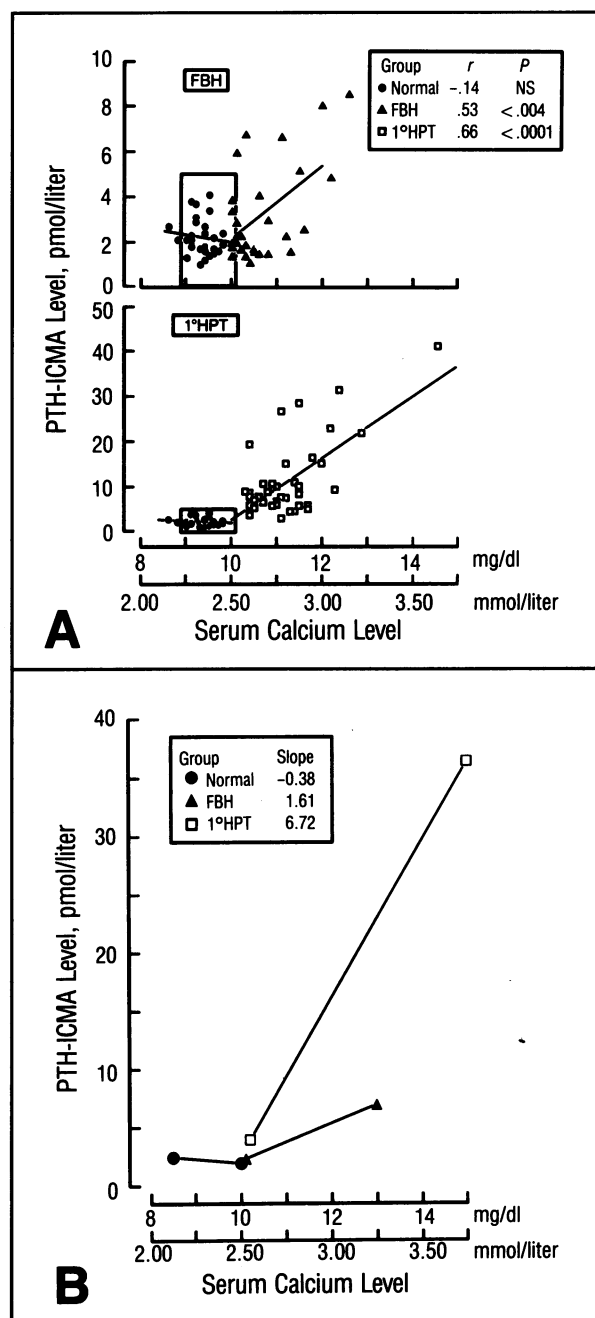 FBH
Group r P
● Normal -.14 NS
▲ FBH .53 <.004
□ 1°HPT .66 <.0001
10
8
6
4
2
0
PTH-ICMA Level, pmol/liter
1°HPT
50
40
30
20
10
0
8 10 12 14 mg/dl
2.00 2.50 3.00 3.50 mmol/liter
Serum Calcium Level
A
40
30
20
10
0
PTH-ICMA Level, pmol/liter
Group Slope
● Normal -0.38
▲ FBH 1.61
□ 1°HPT 6.72
8 10 12 14 mg/dl
2.00 2.50 3.00 3.50 mmol/liter
Serum Calcium Level
B